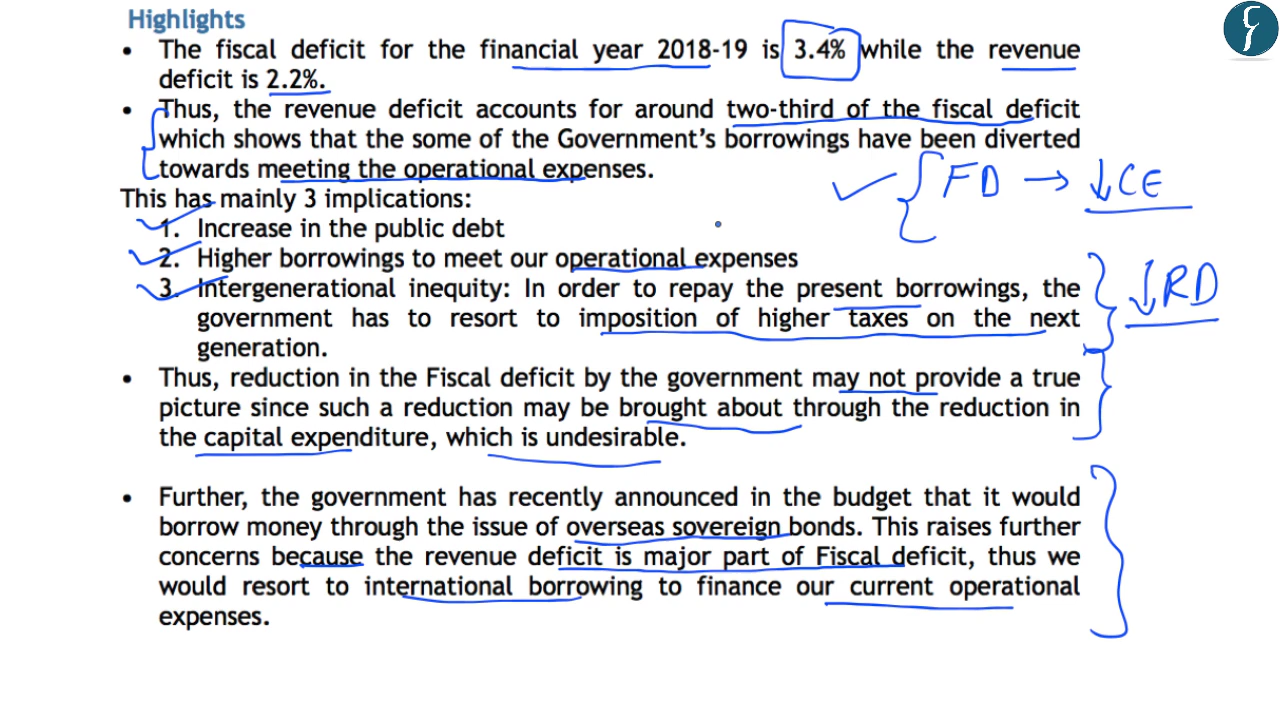 Highlights
• The fiscal deficit for the financial year 2018-19 is 3.4% while the revenue
deficit is 2.2%.
• Thus, the revenue deficit accounts for around two-third of the fiscal deficit
which shows that the some of the Government's borrowings have been diverted
towards meeting the operational expenses.
FD → ↓CE
This has mainly 3 implications:
1. Increase in the public debt
2. Higher borrowings to meet our operational expenses
3. Intergenerational inequity: In order to repay the present borrowings, the
↓RD
government has to resort to imposition of higher taxes on the next
generation.
• Thus, reduction in the Fiscal deficit by the government may not provide a true
picture since such a reduction may be brought about through the reduction in
the capital expenditure, which is undesirable.
• Further, the government has recently announced in the budget that it would
borrow money through the issue of overseas sovereign bonds. This raises further
concerns because the revenue deficit is major part of Fiscal deficit, thus we
would resort to international borrowing to finance our current operational
expenses.